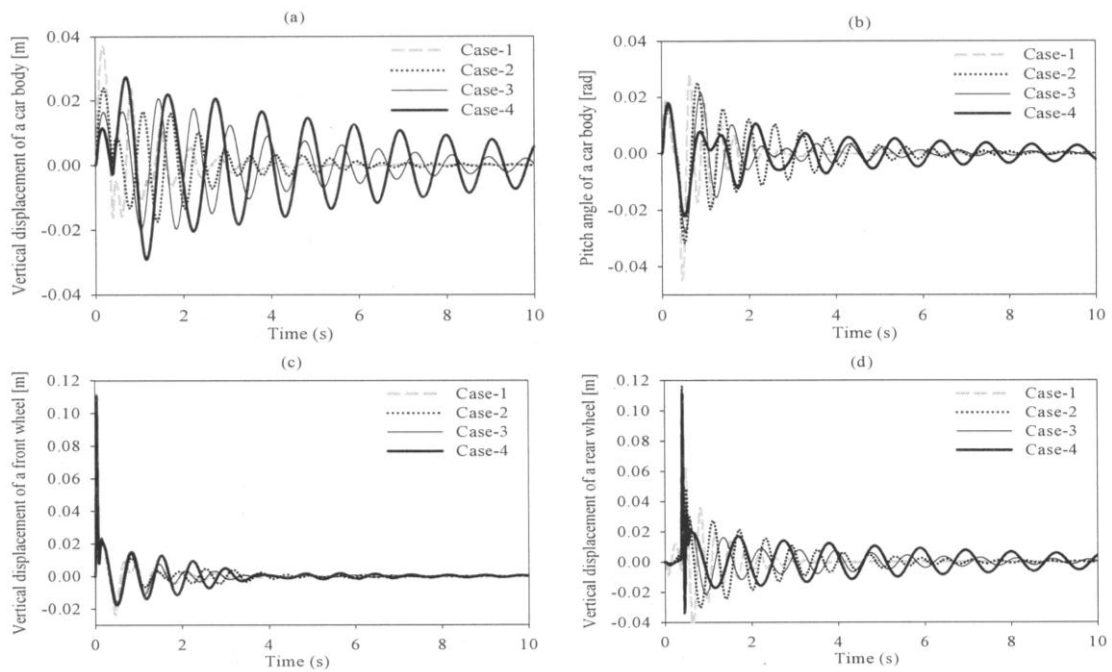 (a)
Vertical displacement of a car body [m]
0.04
0.02
0.00
-0.02
-0.04
Case-1
Case-2
Case-3
Case-4
0 2 4 6 8 10
Time (s)
(b)
Pitch angle of a car body [rad]
0.04
0.02
0.00
-0.02
-0.04
Case-1
Case-2
Case-3
Case-4
0 2 4 6 8 10
Time (s)
(c)
Vertical displacement of a front wheel [m]
0.12
0.10
0.08
0.06
0.04
0.02
0.00
-0.02
Case-1
Case-2
Case-3
Case-4
0 2 4 6 8 10
Time (s)
(d)
Vertical displacement of a rear wheel [m]
0.12
0.10
0.08
0.06
0.04
0.02
0.00
-0.02
-0.04
Case-1
Case-2
Case-3
Case-4
0 2 4 6 8 10
Time (s)